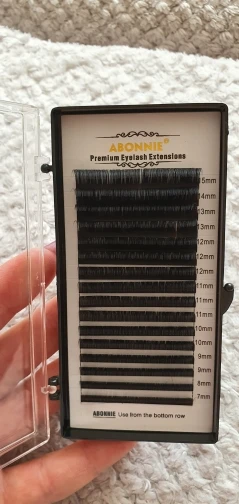 ABONNIE
Premium Eyelash Extensions
15mm
14mm
13mm
13mm
12mm
12mm
12mm
11mm
11mm
11mm
10mm
10mm
9mm
9mm
8mm
7mm
ABONNIE Use from the bottom row